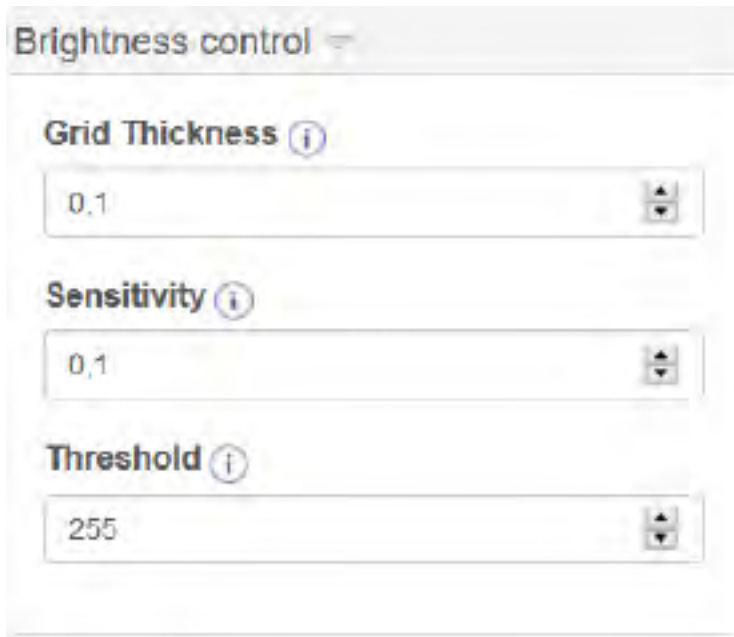 Brightness control
Grid Thickness
0,1
Sensitivity
0,1
Threshold
255